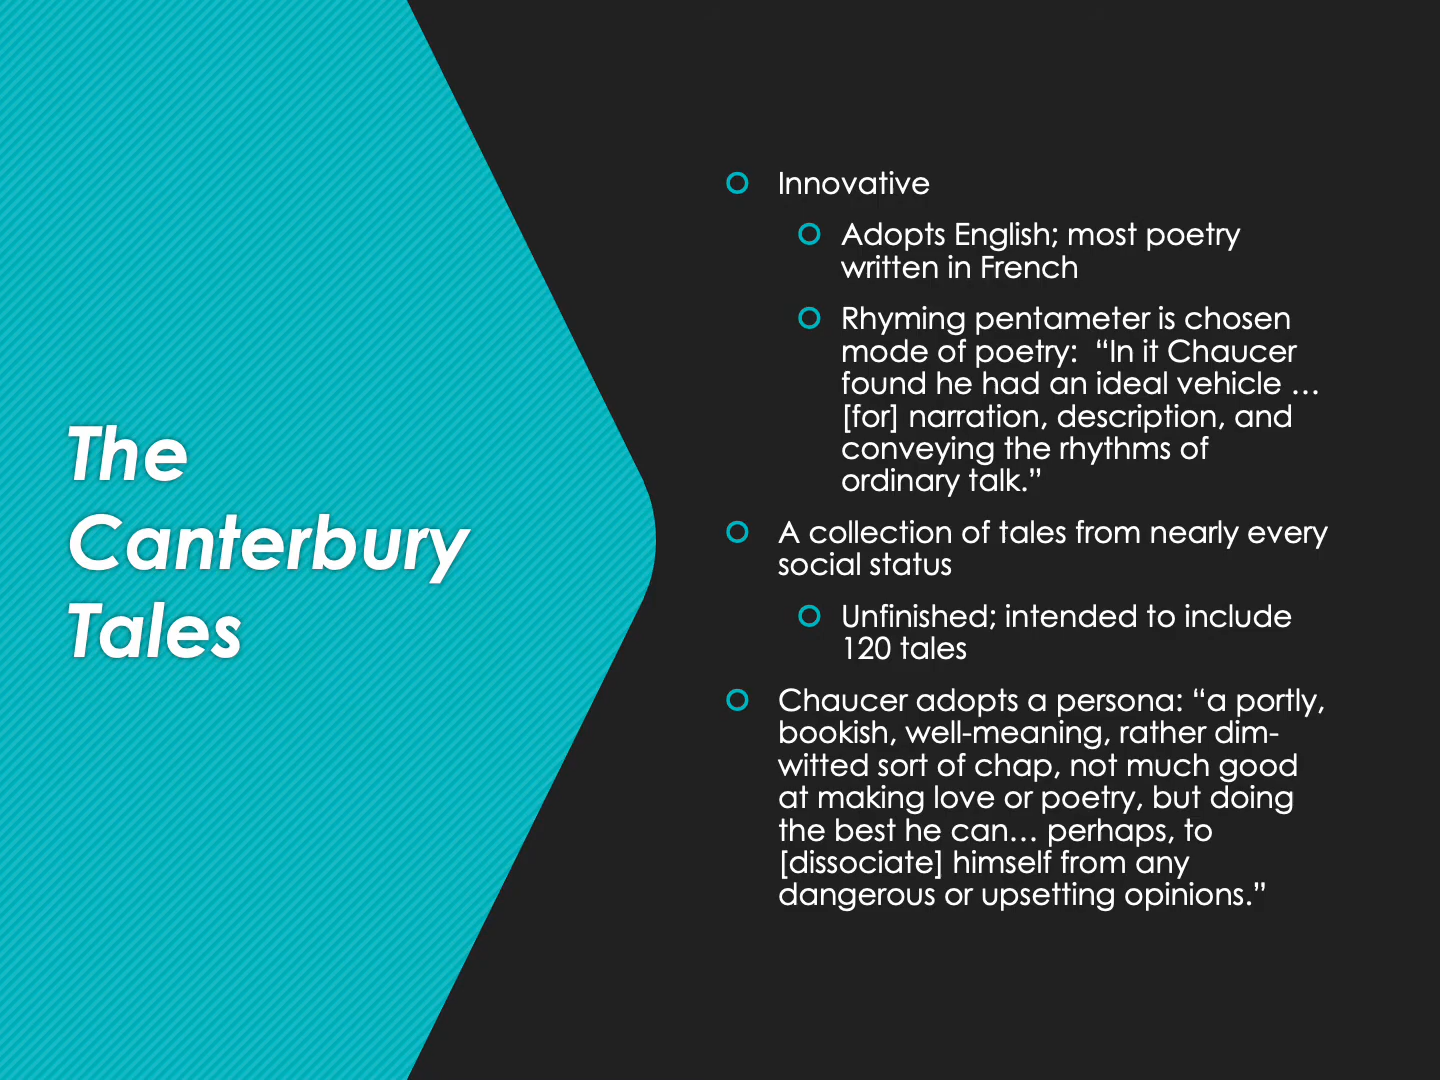 The
Canterbury
Tales
Innovative
Adopts English; most poetry
written in French
Rhyming pentameter is chosen
mode of poetry:  “In it Chaucer
found he had an ideal vehicle …
[for] narration, description, and
conveying the rhythms of
ordinary talk.”
A collection of tales from nearly every
social status
Unfinished; intended to include
120 tales
Chaucer adopts a persona: “a portly,
bookish, well-meaning, rather dim-
witted sort of chap, not much good
at making love or poetry, but doing
the best he can… perhaps, to
[dissociate] himself from any
dangerous or upsetting opinions.”